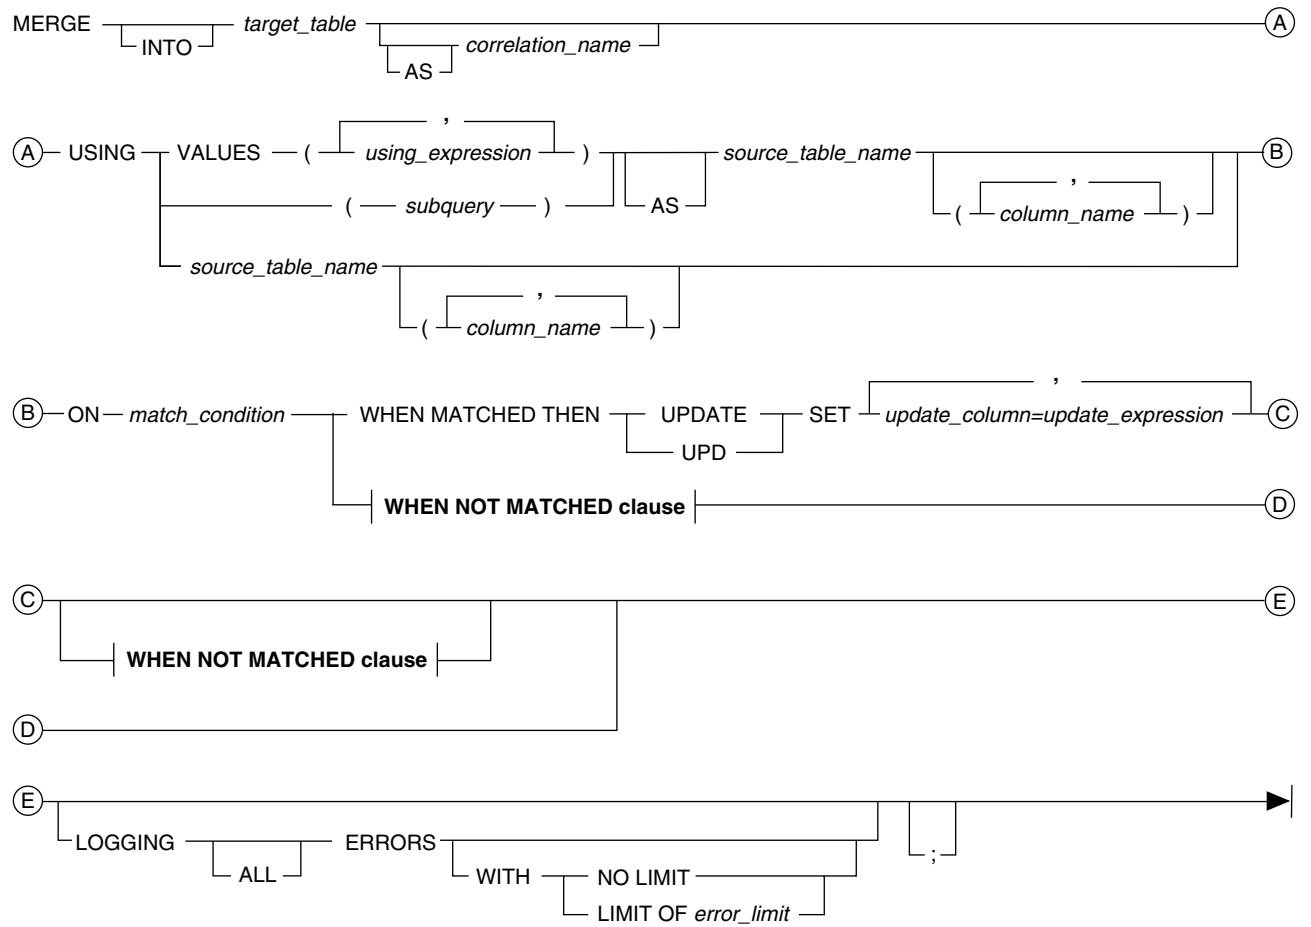 MERGE target_table Ⓐ
INTO correlation_name
AS
,
Ⓐ USING VALUES ( using_expression ) source_table_name Ⓑ
,
( subquery ) AS ( column_name )
source_table_name
,
( column_name )
,
Ⓑ ON match_condition WHEN MATCHED THEN UPDATE SET update_column=update_expression Ⓒ
UPD
WHEN NOT MATCHED clause Ⓓ
Ⓒ Ⓔ
WHEN NOT MATCHED clause
Ⓓ
Ⓔ
LOGGING ERRORS ;
ALL WITH NO LIMIT
LIMIT OF error_limit